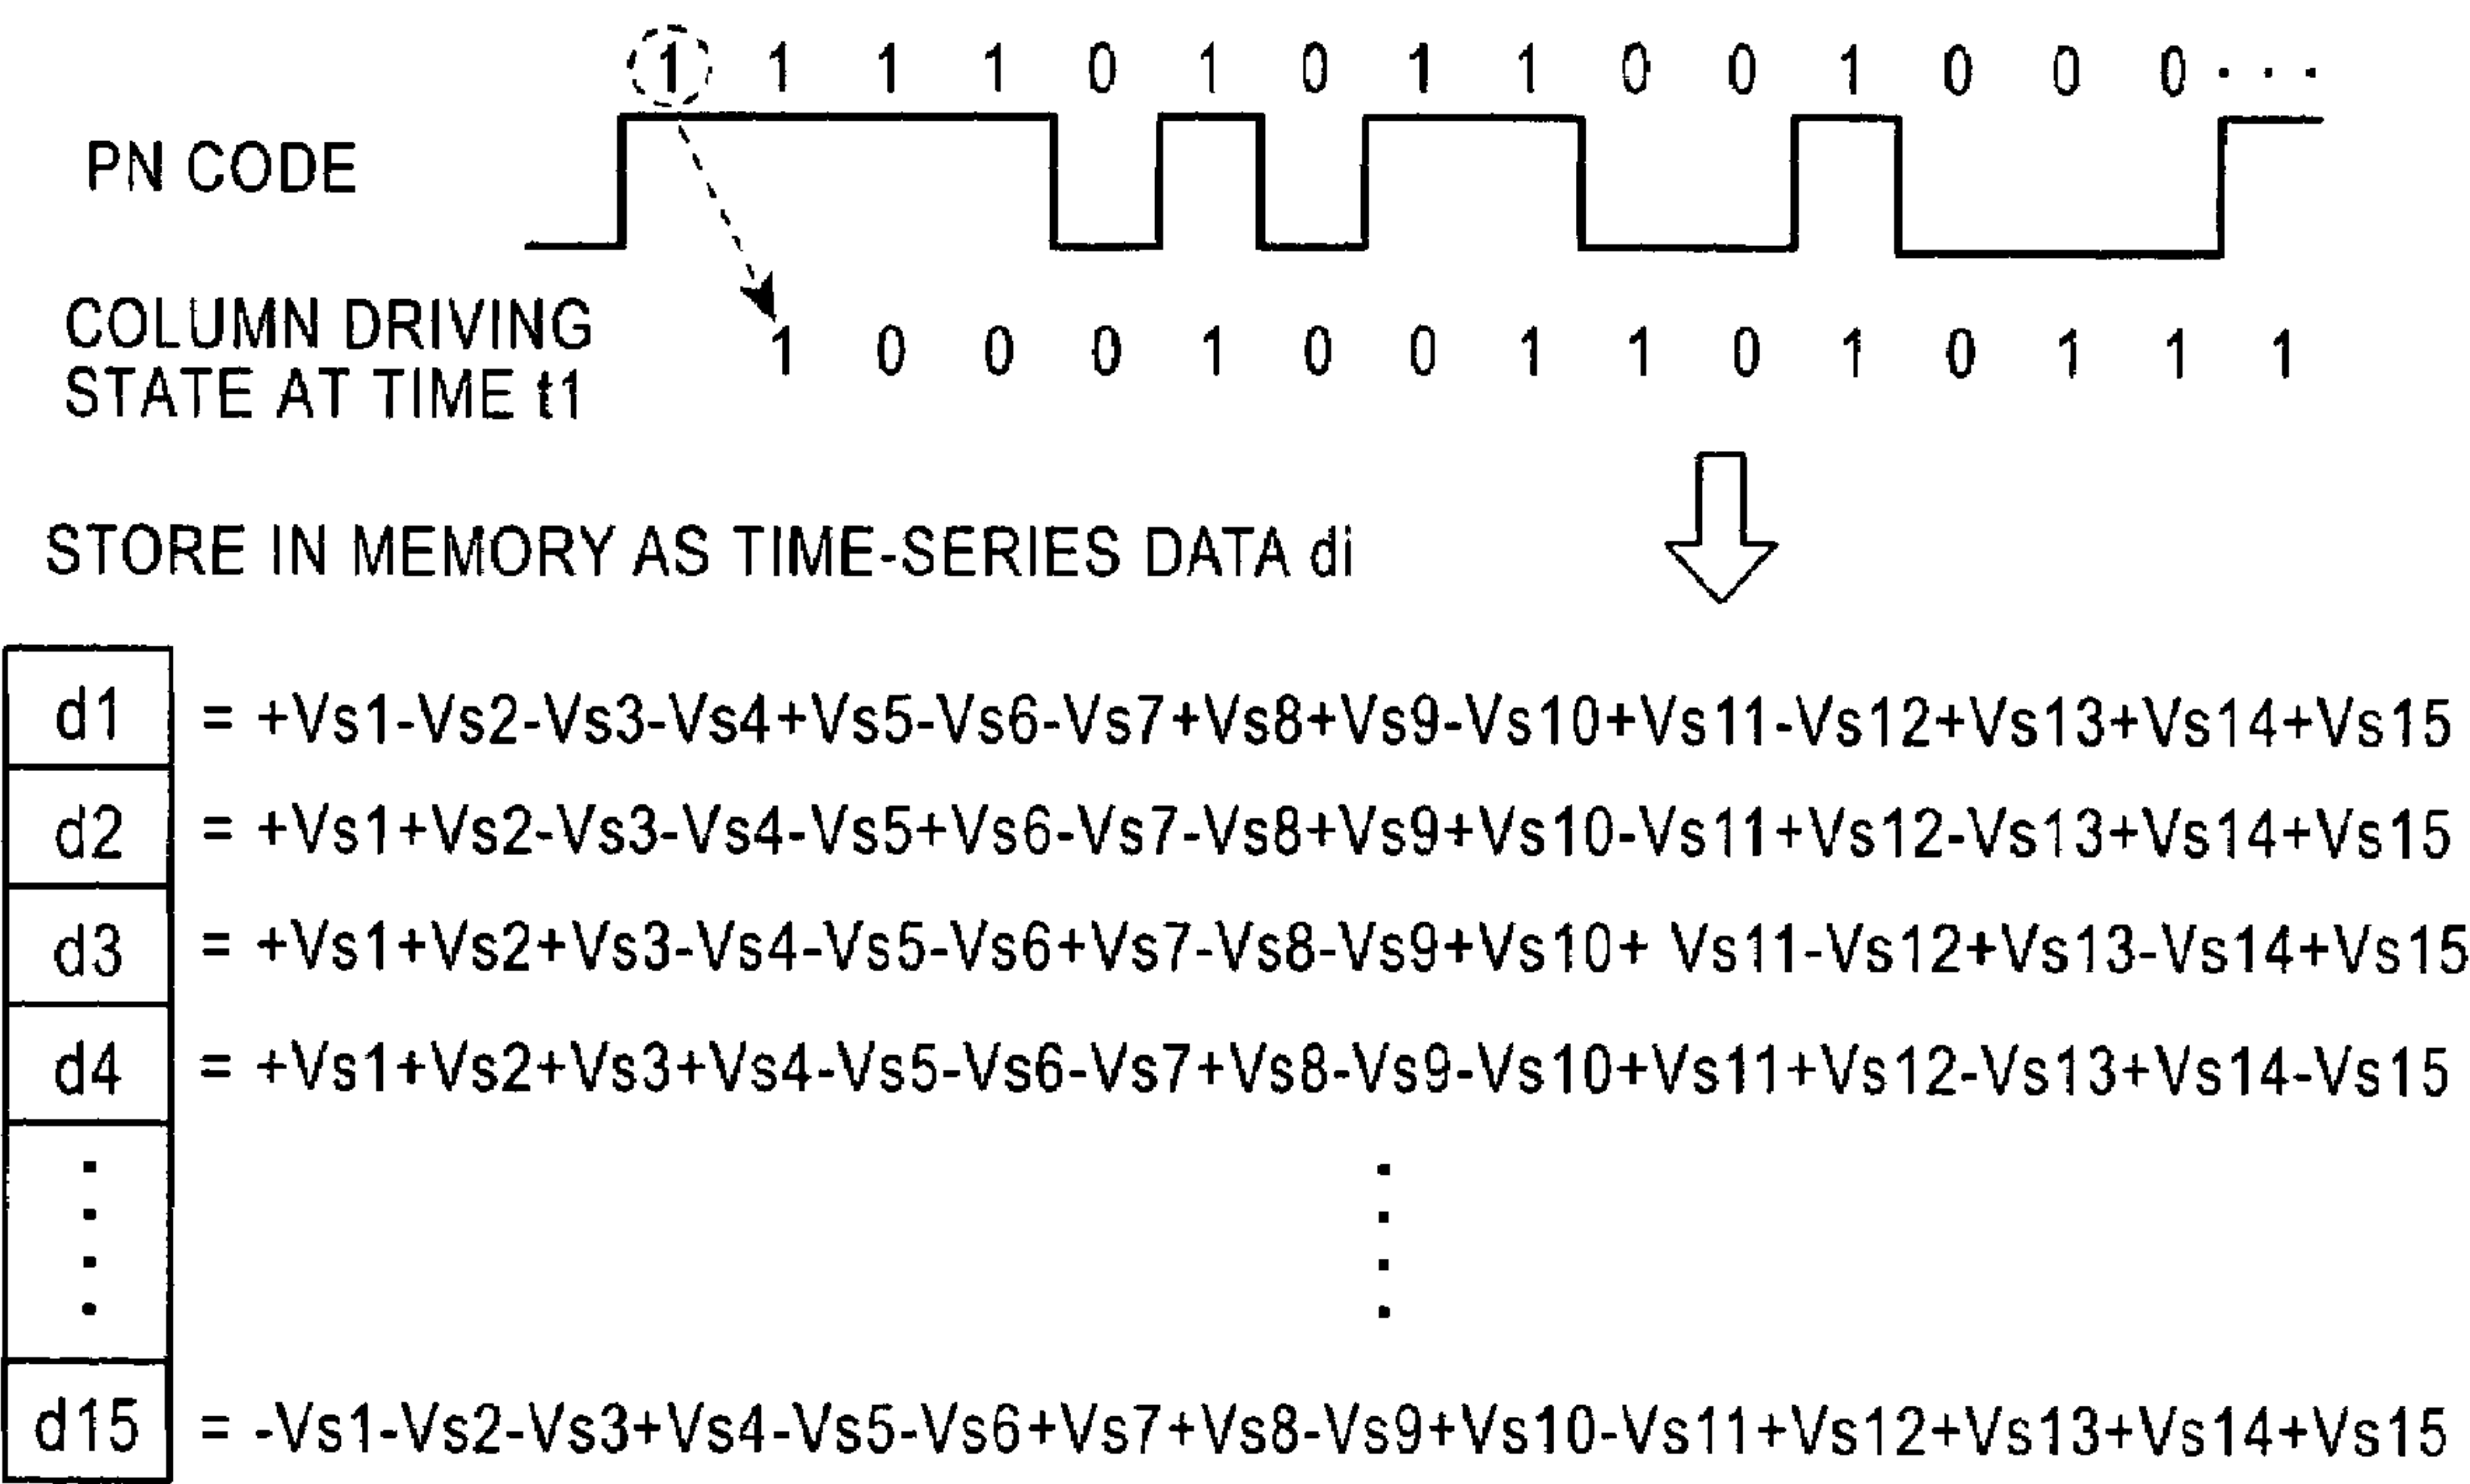 1 1 1 1 0 1 0 1 1 0 0 1 0 0 0 · · ·
PN CODE
COLUMN DRIVING
STATE AT TIME t1
1 0 0 0 1 0 0 1 1 0 1 0 1 1 1
STORE IN MEMORY AS TIME-SERIES DATA di
d1 = +Vs1-Vs2-Vs3-Vs4+Vs5-Vs6-Vs7+Vs8+Vs9-Vs10+Vs11-Vs12+Vs13+Vs14+Vs15
d2 = +Vs1+Vs2-Vs3-Vs4-Vs5+Vs6-Vs7-Vs8+Vs9+Vs10-Vs11+Vs12-Vs13+Vs14+Vs15
d3 = +Vs1+Vs2+Vs3-Vs4-Vs5-Vs6+Vs7-Vs8-Vs9+Vs10+ Vs11-Vs12+Vs13-Vs14+Vs15
d4 = +Vs1+Vs2+Vs3+Vs4-Vs5-Vs6-Vs7+Vs8-Vs9-Vs10+Vs11+Vs12-Vs13+Vs14-Vs15
d15 = -Vs1-Vs2-Vs3+Vs4-Vs5-Vs6+Vs7+Vs8-Vs9+Vs10-Vs11+Vs12+Vs13+Vs14+Vs15